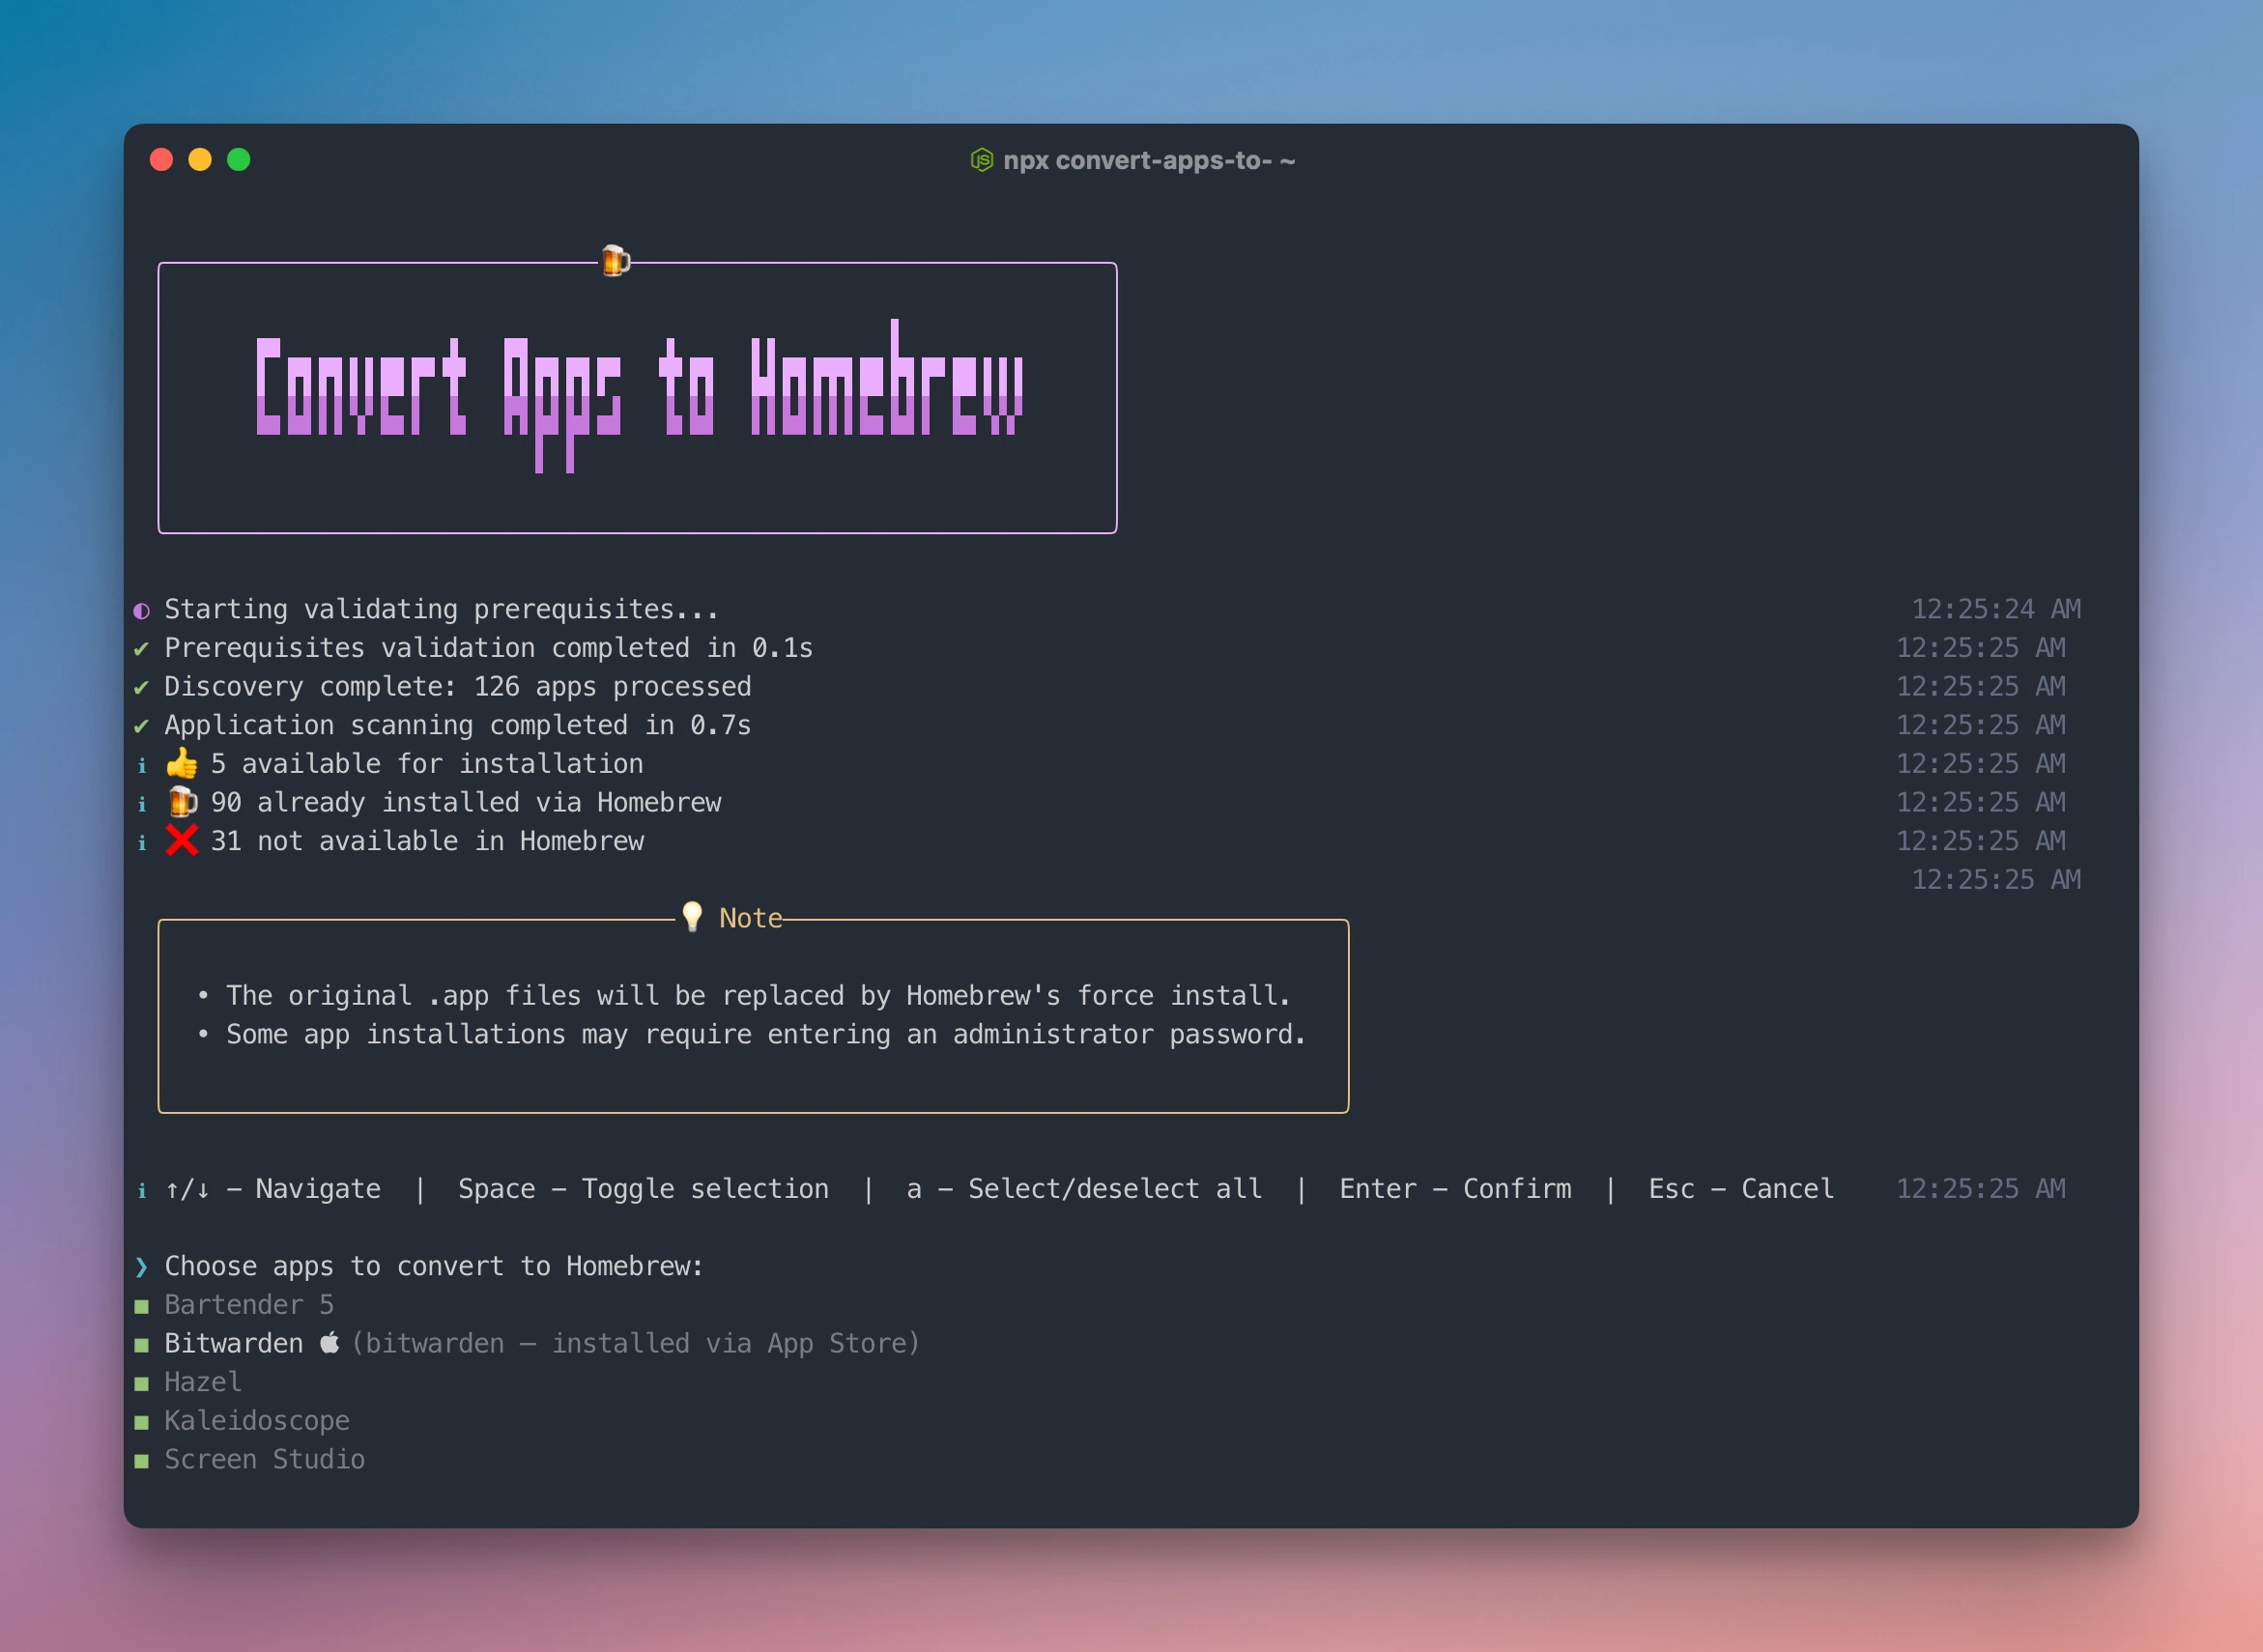 npx convert-apps-to- ~
🍺
Convert Apps to Homebrew
◐ Starting validating prerequisites... 12:25:24 AM
✔ Prerequisites validation completed in 0.1s 12:25:25 AM
✔ Discovery complete: 126 apps processed 12:25:25 AM
✔ Application scanning completed in 0.7s 12:25:25 AM
ℹ 👍 5 available for installation 12:25:25 AM
ℹ 🍺 90 already installed via Homebrew 12:25:25 AM
ℹ ❌ 31 not available in Homebrew 12:25:25 AM
12:25:25 AM
💡 Note
• The original .app files will be replaced by Homebrew's force install.
• Some app installations may require entering an administrator password.
ℹ ↑/↓ – Navigate | Space – Toggle selection | a – Select/deselect all | Enter – Confirm | Esc – Cancel 12:25:25 AM
❯ Choose apps to convert to Homebrew:
◼ Bartender 5
◼ Bitwarden  (bitwarden – installed via App Store)
◼ Hazel
◼ Kaleidoscope
◼ Screen Studio